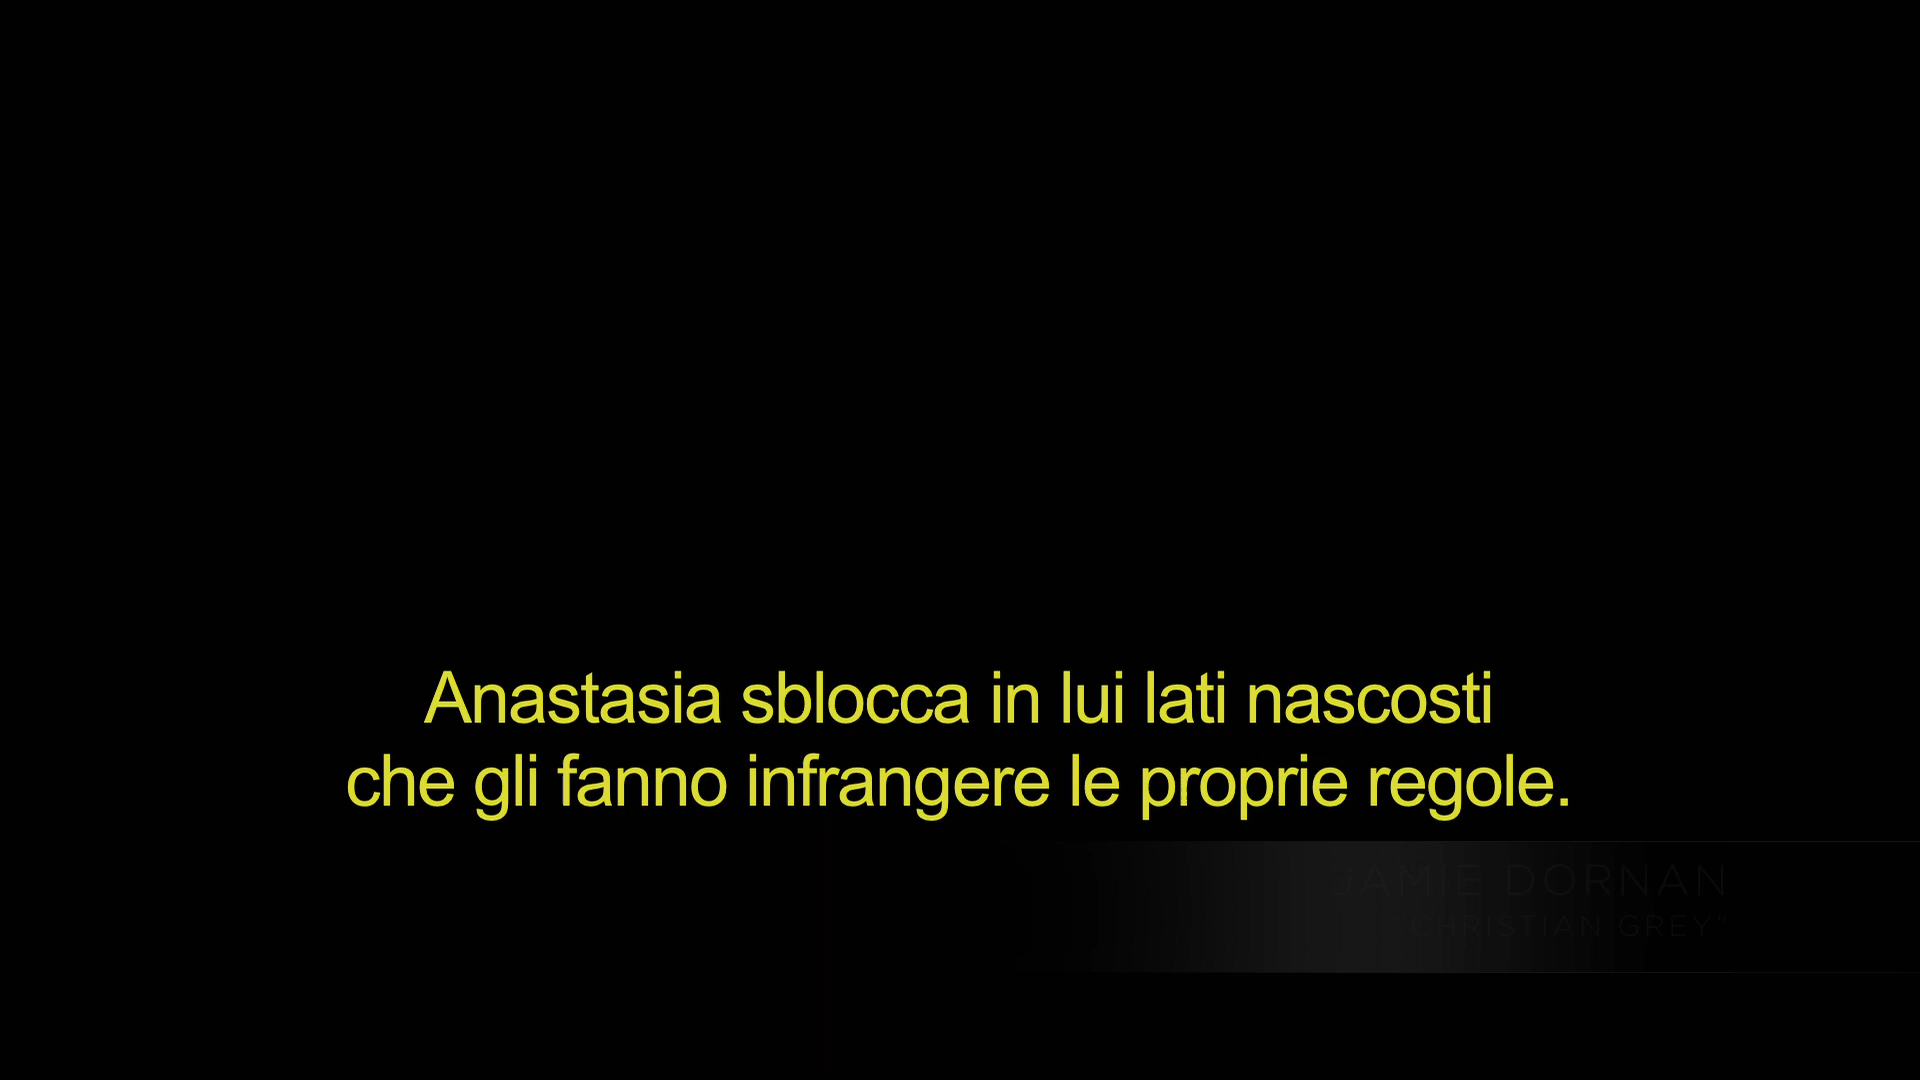 Anastasia sblocca in lui lati nascosti
che gli fanno infrangere le proprie regole.
JAMIE DORNAN
"CHRISTIAN GREY"